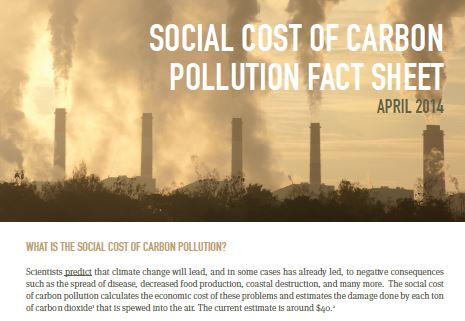 SOCIAL COST OF CARBON
POLLUTION FACT SHEET
APRIL 2014
WHAT IS THE SOCIAL COST OF CARBON POLLUTION?
Scientists predict that climate change will lead, and in some cases has already led, to negative consequences
such as the spread of disease, decreased food production, coastal destruction, and many more. The social cost
of carbon pollution calculates the economic cost of these problems and estimates the damage done by each ton
of carbon dioxide¹ that is spewed into the air. The current estimate is around $40.²